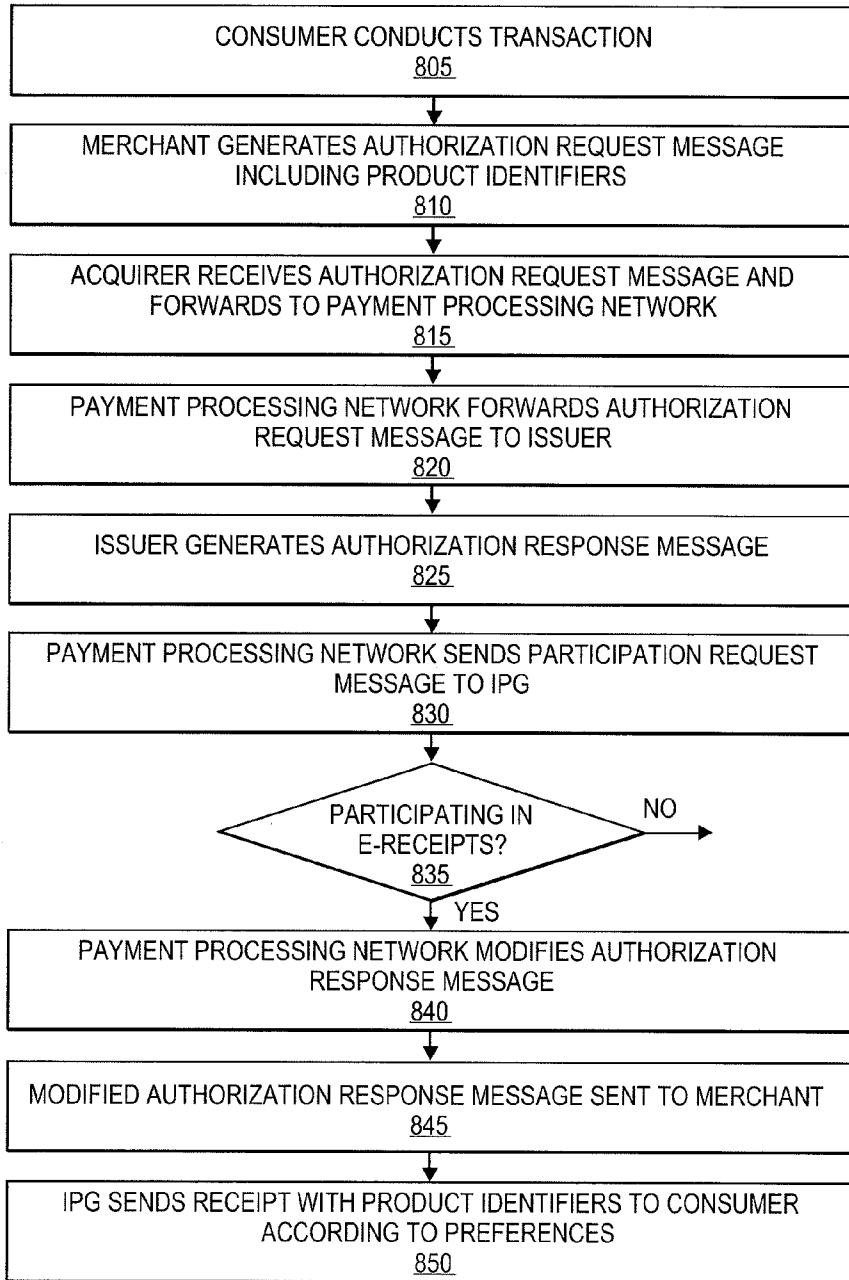 CONSUMER CONDUCTS TRANSACTION
805
MERCHANT GENERATES AUTHORIZATION REQUEST MESSAGE
INCLUDING PRODUCT IDENTIFIERS
810
ACQUIRER RECEIVES AUTHORIZATION REQUEST MESSAGE AND
FORWARDS TO PAYMENT PROCESSING NETWORK
815
PAYMENT PROCESSING NETWORK FORWARDS AUTHORIZATION
REQUEST MESSAGE TO ISSUER
820
ISSUER GENERATES AUTHORIZATION RESPONSE MESSAGE
825
PAYMENT PROCESSING NETWORK SENDS PARTICIPATION REQUEST
MESSAGE TO IPG
830
PARTICIPATING IN
E-RECEIPTS?
835
NO
YES
PAYMENT PROCESSING NETWORK MODIFIES AUTHORIZATION
RESPONSE MESSAGE
840
MODIFIED AUTHORIZATION RESPONSE MESSAGE SENT TO MERCHANT
845
IPG SENDS RECEIPT WITH PRODUCT IDENTIFIERS TO CONSUMER
ACCORDING TO PREFERENCES
850